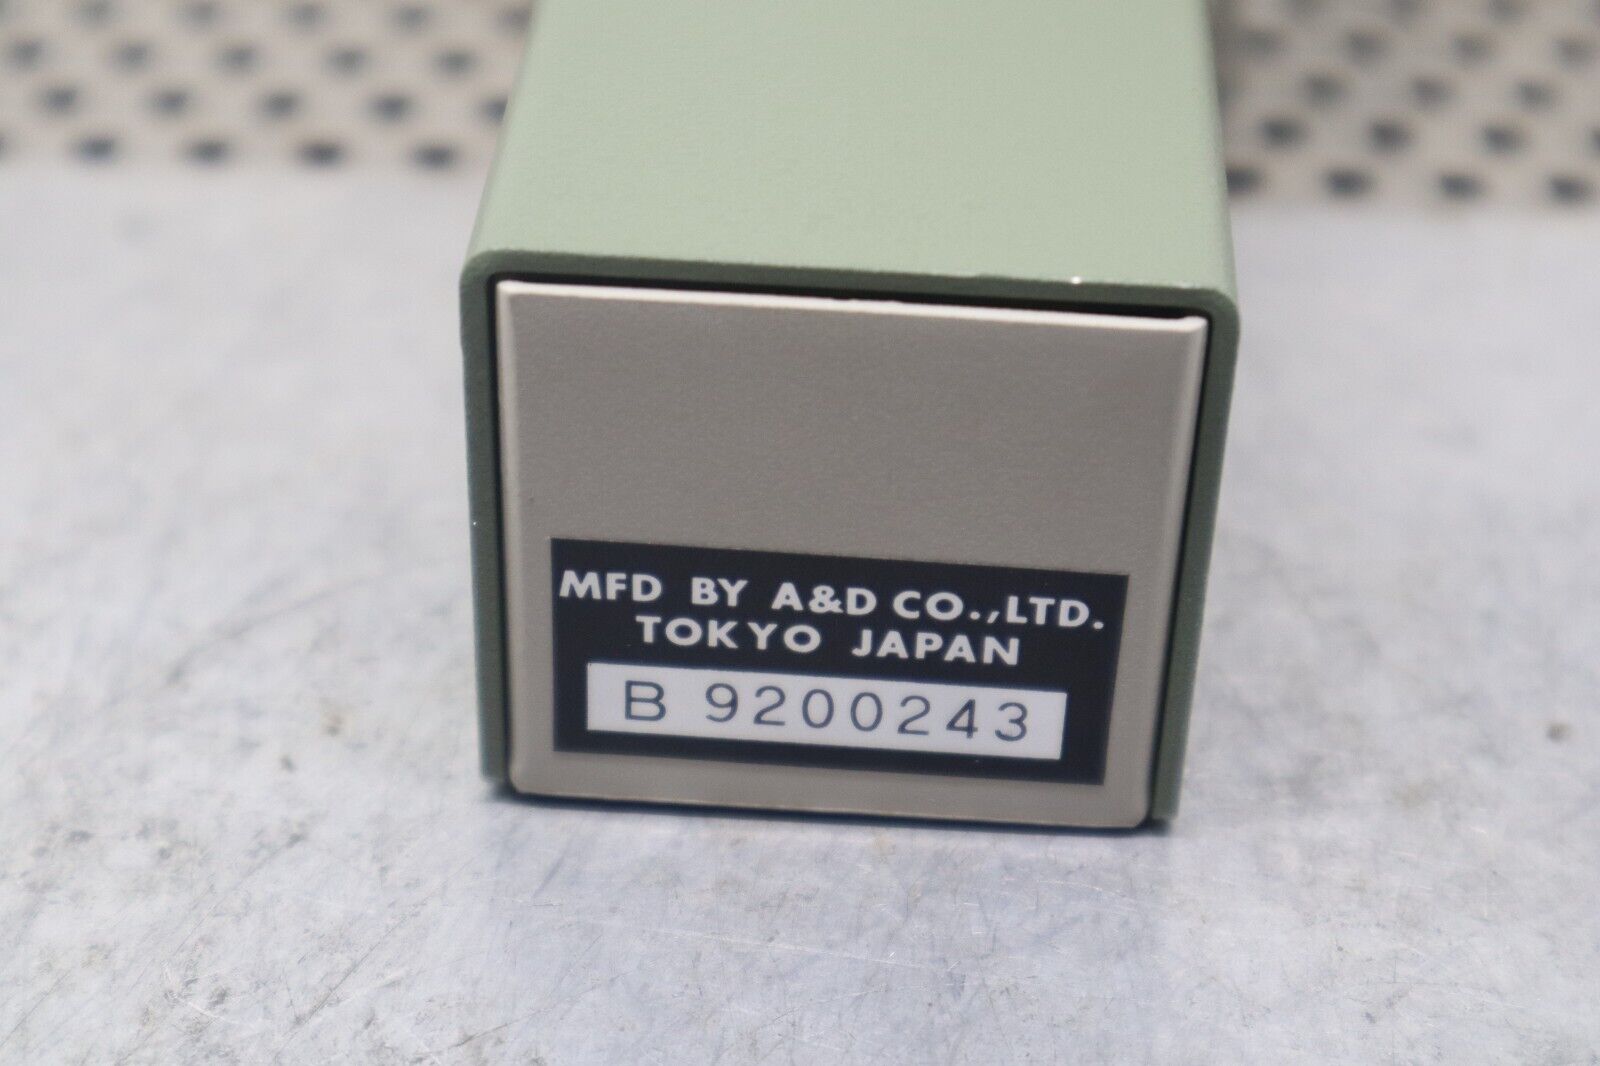 MFD BY A&D CO.,LTD.
TOKYO JAPAN
B 9200243